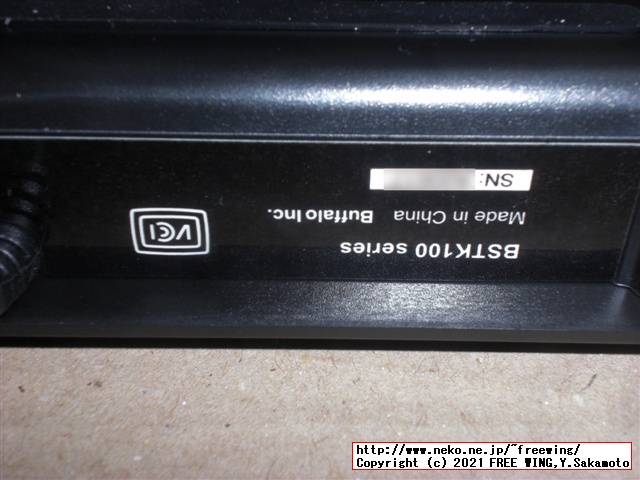 BSTK100 series
Made in China Buffalo Inc.
SN:
VCI
http://www.neko.ne.jp/~freewing/
Copyright (c) 2021 FREE WING,Y.Sakamoto